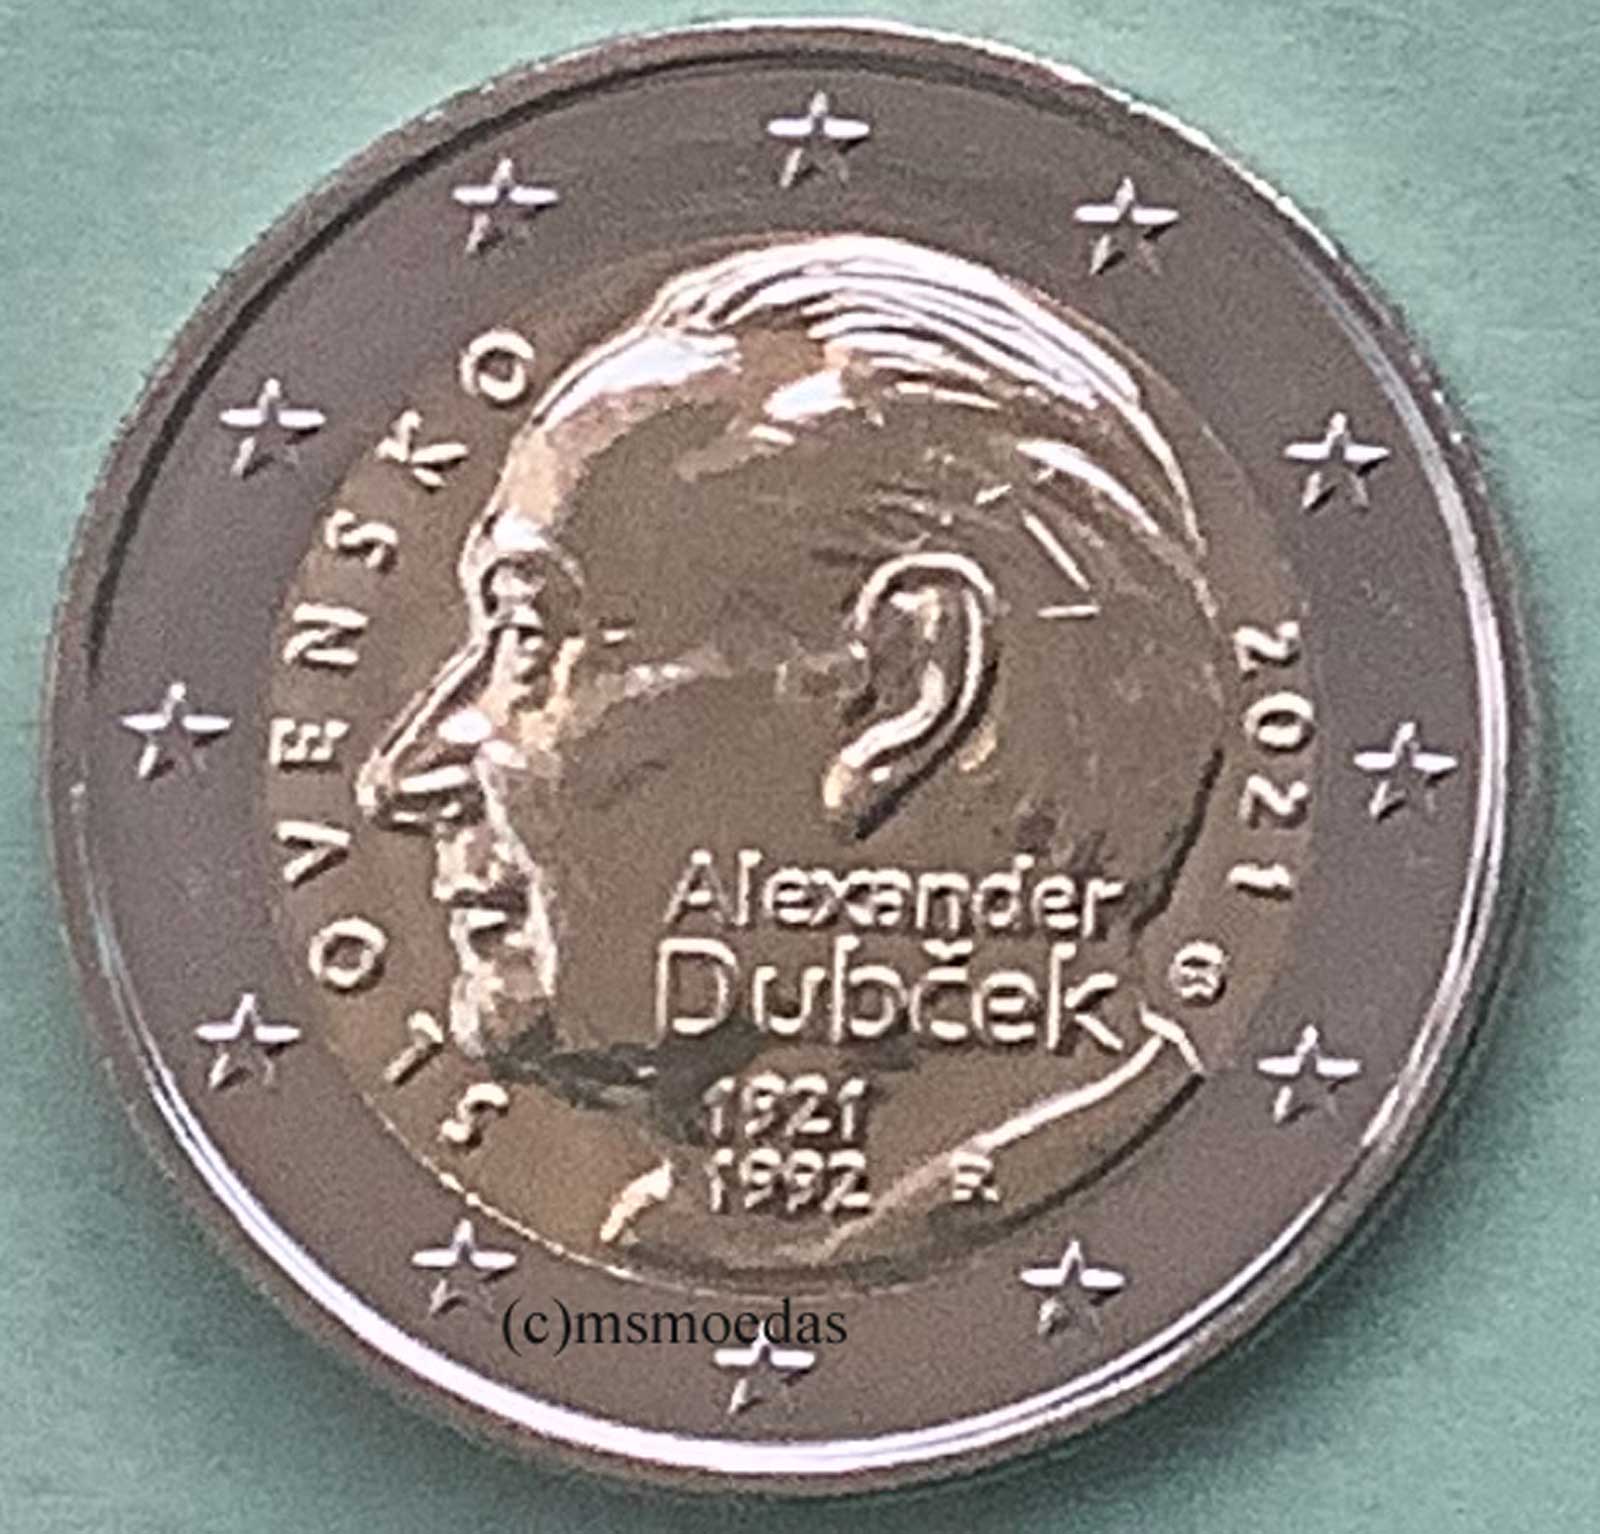 SLOVENSKO
2021
Alexander
Dubček
1921
1992
(c)msmoedas